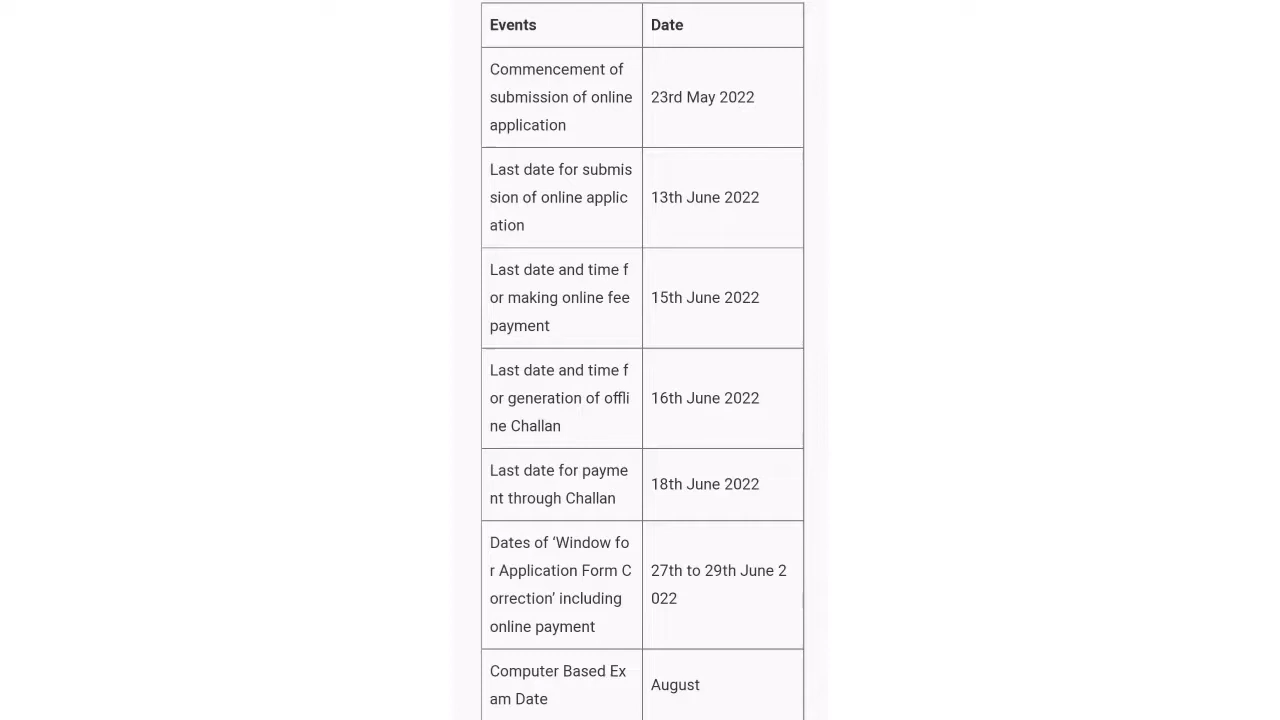 Events
Date
Commencement of
submission of online
application
23rd May 2022
Last date for submis
sion of online applic
ation
13th June 2022
Last date and time f
or making online fee
payment
15th June 2022
Last date and time f
or generation of offli
ne Challan
16th June 2022
Last date for payme
nt through Challan
18th June 2022
Dates of ‘Window fo
r Application Form C
orrection’ including
online payment
27th to 29th June 2
022
Computer Based Ex
am Date
August